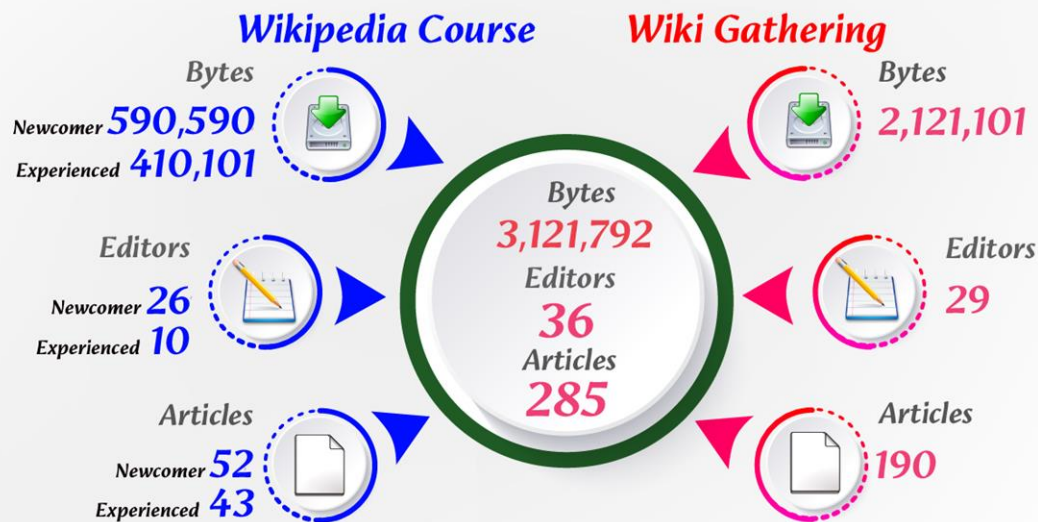 Wikipedia Course
Wiki Gathering
Bytes
Newcomer 590,590
Experienced 410,101
Editors
Newcomer 26
Experienced 10
Articles
Newcomer 52
Experienced 43
Bytes
3,121,792
Editors
36
Articles
285
Bytes
2,121,101
Editors
29
Articles
190